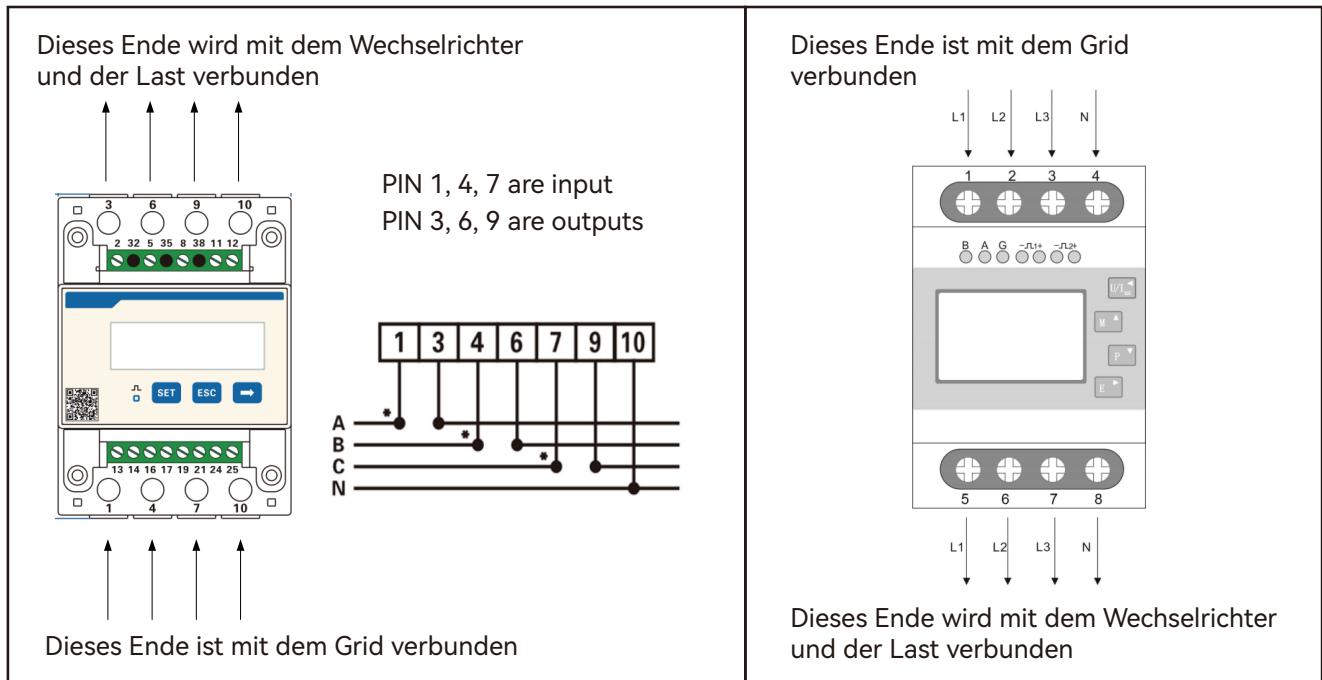 Dieses Ende wird mit dem Wechselrichter
und der Last verbunden
3 6 9 10
2 32 5 35 8 38 11 12
SET ESC
13 14 16 17 19 21 24 25
1 4 7 10
Dieses Ende ist mit dem Grid verbunden
PIN 1, 4, 7 are input
PIN 3, 6, 9 are outputs
1 3 4 6 7 9 10
A *
B *
C *
N
Dieses Ende ist mit dem Grid
verbunden
L1 L2 L3 N
1 2 3 4
B A G -⎍1+ -⎍2+
U/I
M
P
E
5 6 7 8
L1 L2 L3 N
Dieses Ende wird mit dem Wechselrichter
und der Last verbunden